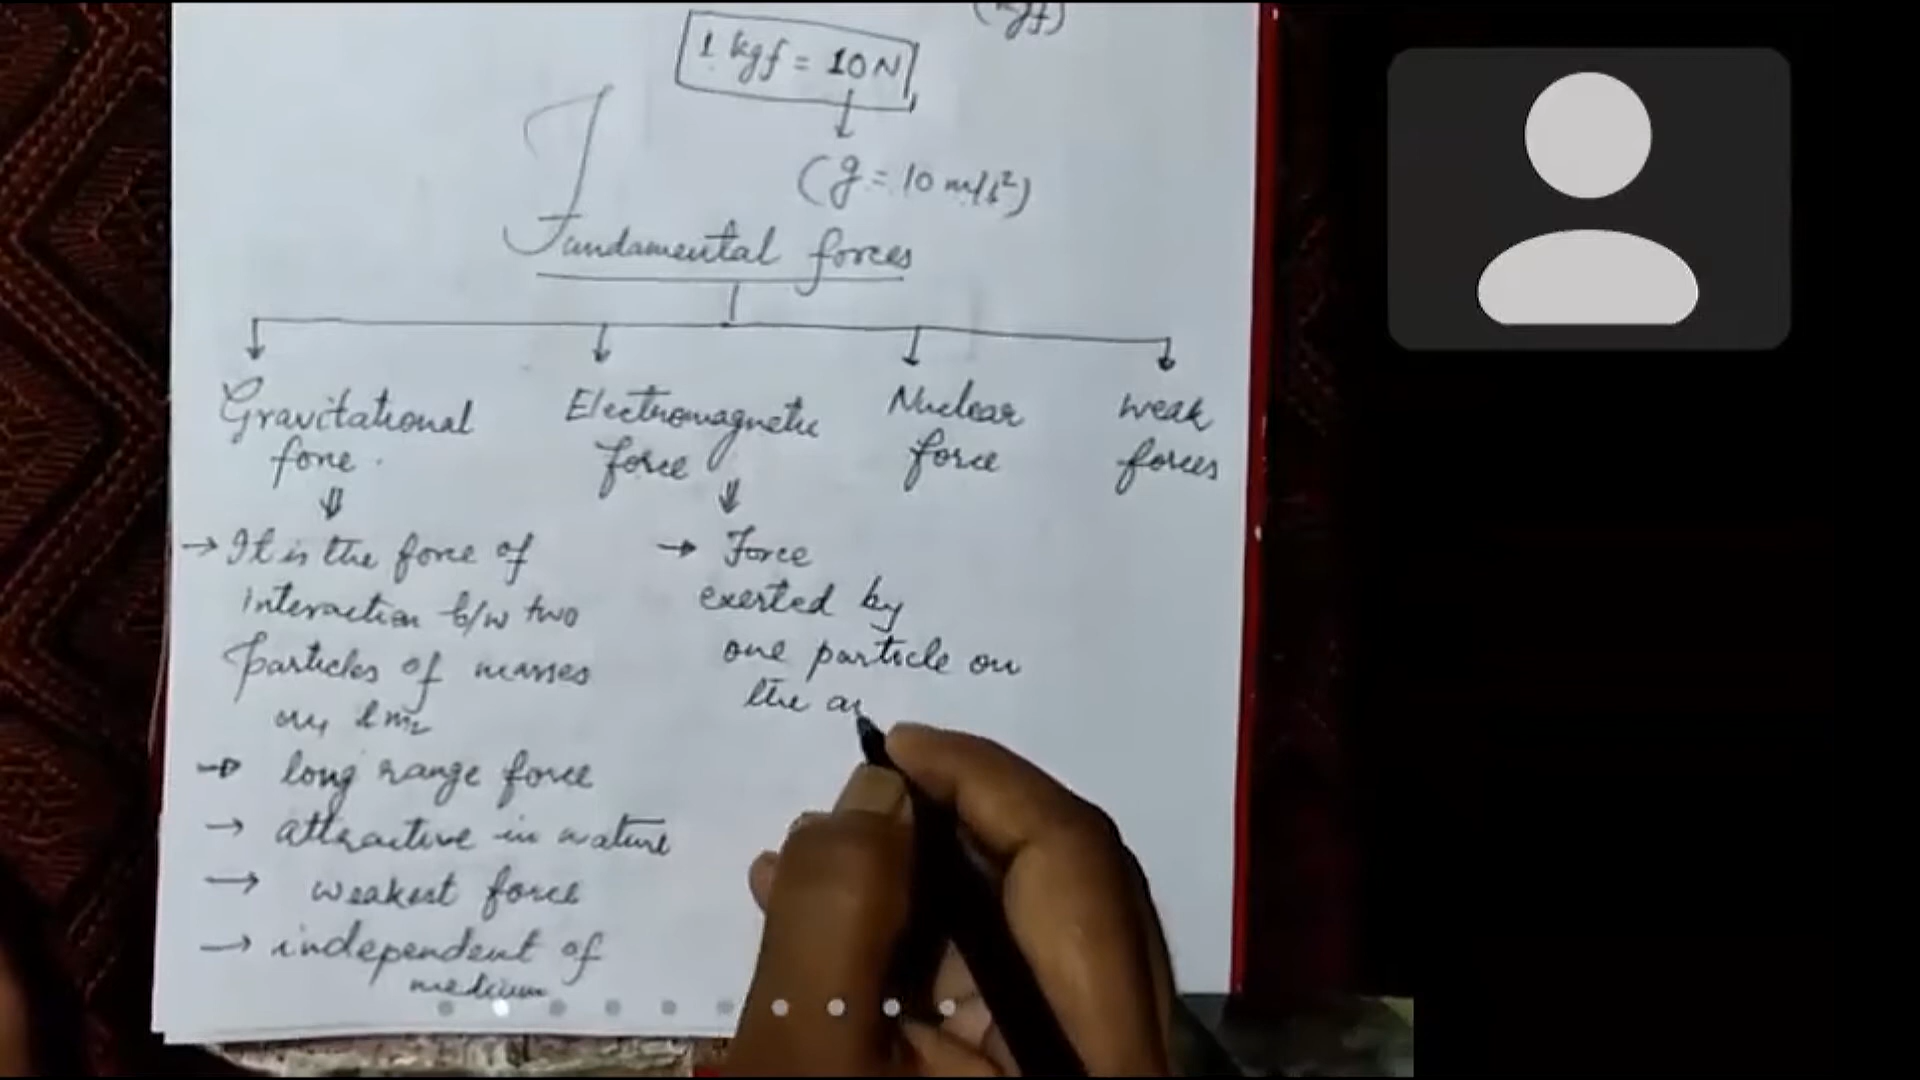 (kgf)
1 kgf = 10 N
(g = 10 m/s²)
Fundamental forces
Gravitational force
Electromagnetic force
Nuclear force
weak forces
→ It is the force of
interaction b/w two
particles of masses
m₁ & m₂
→ long range force
→ attractive in nature
→ weakest force
→ independent of
medium
→ Force
exerted by
one particle on
the